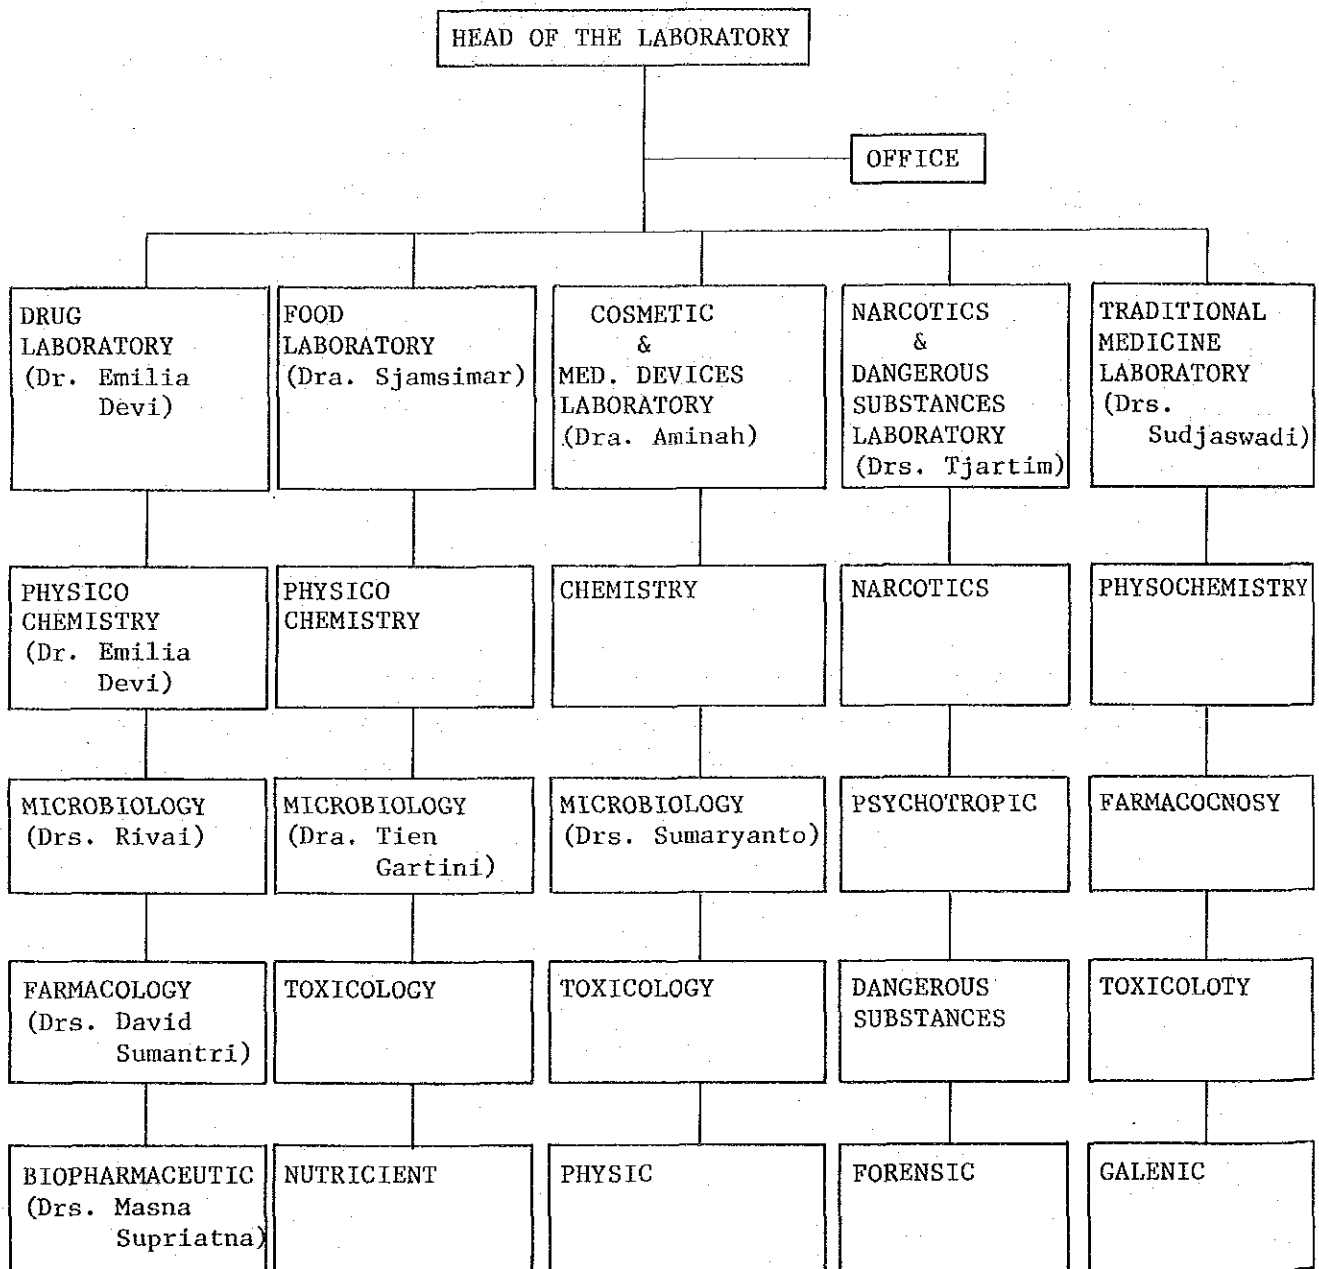 HEAD OF THE LABORATORY
OFFICE
DRUG
LABORATORY
(Dr. Emilia
Devi)
FOOD
LABORATORY
(Dra. Sjamsimar)
COSMETIC
&
MED. DEVICES
LABORATORY
(Dra. Aminah)
NARCOTICS
&
DANGEROUS
SUBSTANCES
LABORATORY
(Drs. Tjartim)
TRADITIONAL
MEDICINE
LABORATORY
(Drs.
Sudjaswadi)
PHYSICO
CHEMISTRY
(Dr. Emilia
Devi)
PHYSICO
CHEMISTRY
CHEMISTRY
NARCOTICS
PHYSOCHEMISTRY
MICROBIOLOGY
(Drs. Rivai)
MICROBIOLOGY
(Dra. Tien
Gartini)
MICROBIOLOGY
(Drs. Sumaryanto)
PSYCHOTROPIC
FARMACOCNOSY
FARMACOLOGY
(Drs. David
Sumantri)
TOXICOLOGY
TOXICOLOGY
DANGEROUS
SUBSTANCES
TOXICOLOTY
BIOPHARMACEUTIC
(Drs. Masna
Supriatna)
NUTRICIENT
PHYSIC
FORENSIC
GALENIC